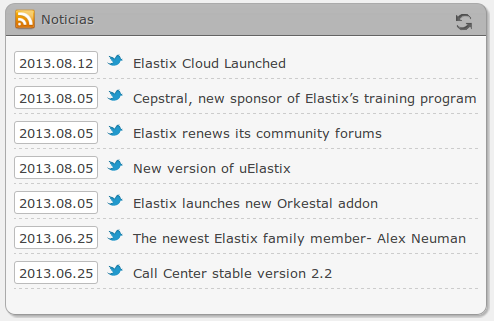 Noticias
2013.08.12 Elastix Cloud Launched
2013.08.05 Cepstral, new sponsor of Elastix’s training program
2013.08.05 Elastix renews its community forums
2013.08.05 New version of uElastix
2013.08.05 Elastix launches new Orkestal addon
2013.06.25 The newest Elastix family member- Alex Neuman
2013.06.25 Call Center stable version 2.2